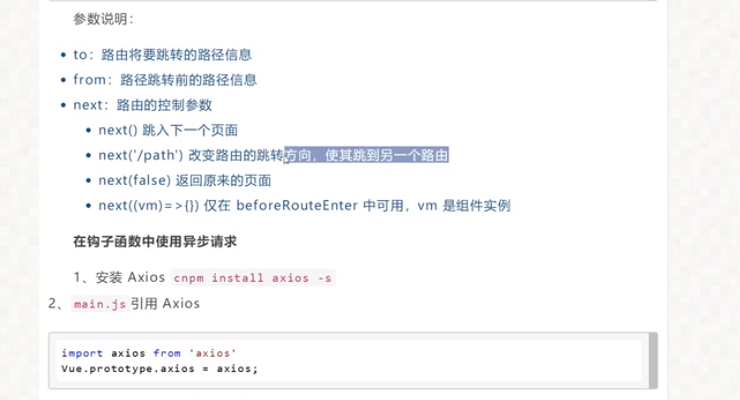 参数说明：
to：路由将要跳转的路径信息
from：路径跳转前的路径信息
next：路由的控制参数
next() 跳入下一个页面
next('/path') 改变路由的跳转方向，使其跳到另一个路由
next(false) 返回原来的页面
next((vm)=>{}) 仅在 beforeRouteEnter 中可用，vm 是组件实例
在钩子函数中使用异步请求
1、安装 Axios cnpm install axios -s
2、 main.js 引用 Axios
import axios from 'axios'
Vue.prototype.axios = axios;